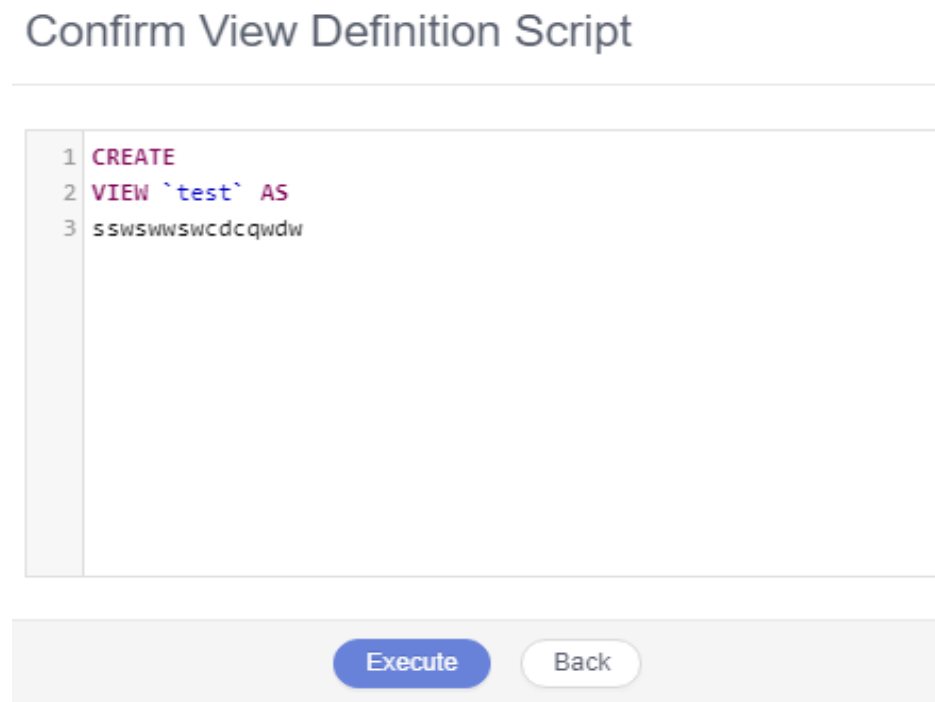 Confirm View Definition Script
1 CREATE
2 VIEW `test` AS
3 sswswwswcdcqwdw
Execute
Back